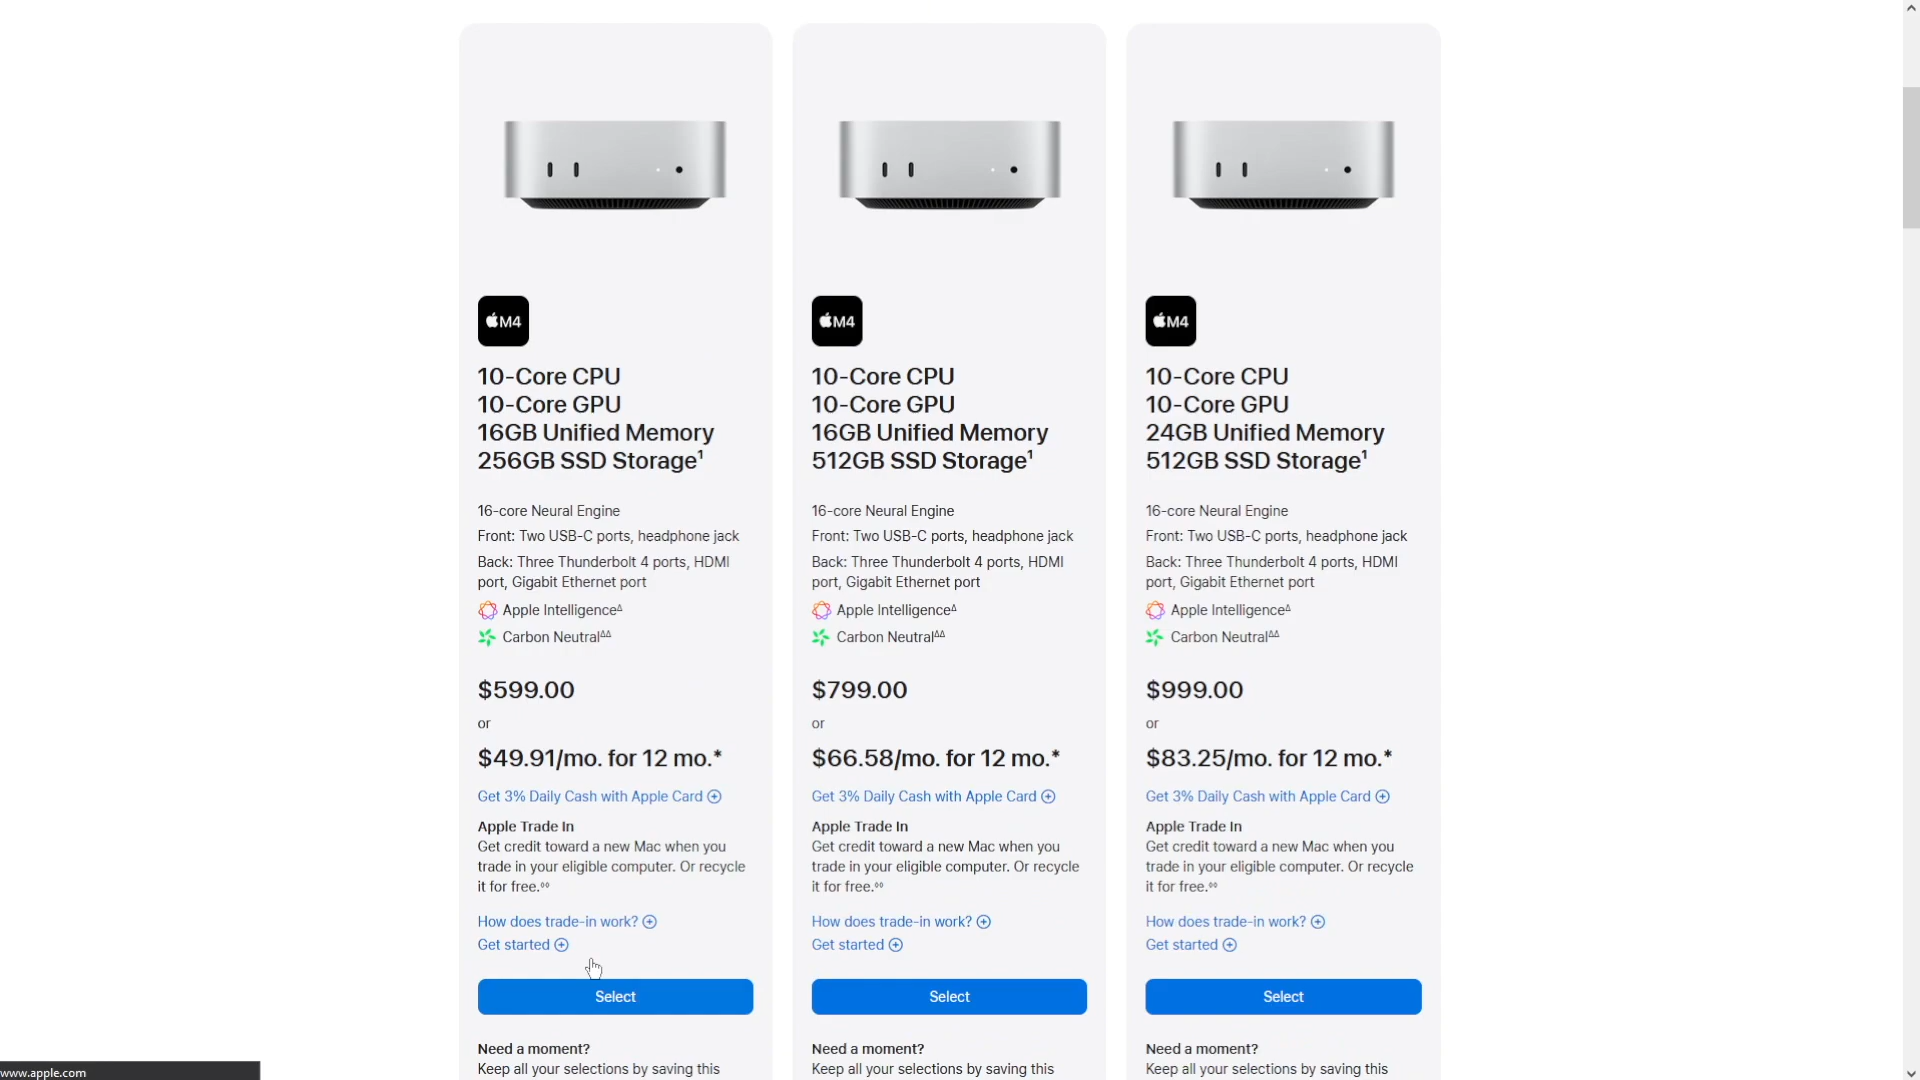 M4
10-Core CPU
10-Core GPU
16GB Unified Memory
256GB SSD Storage¹
16-core Neural Engine
Front: Two USB-C ports, headphone jack
Back: Three Thunderbolt 4 ports, HDMI
port, Gigabit Ethernet port
Apple IntelligenceΔ
Carbon NeutralΔΔ
$599.00
or
$49.91/mo. for 12 mo.*
Get 3% Daily Cash with Apple Card
Apple Trade In
Get credit toward a new Mac when you
trade in your eligible computer. Or recycle
it for free.◊◊
How does trade-in work?
Get started
Select
Need a moment?
Keep all your selections by saving this
M4
10-Core CPU
10-Core GPU
16GB Unified Memory
512GB SSD Storage¹
16-core Neural Engine
Front: Two USB-C ports, headphone jack
Back: Three Thunderbolt 4 ports, HDMI
port, Gigabit Ethernet port
Apple IntelligenceΔ
Carbon NeutralΔΔ
$799.00
or
$66.58/mo. for 12 mo.*
Get 3% Daily Cash with Apple Card
Apple Trade In
Get credit toward a new Mac when you
trade in your eligible computer. Or recycle
it for free.◊◊
How does trade-in work?
Get started
Select
Need a moment?
Keep all your selections by saving this
M4
10-Core CPU
10-Core GPU
24GB Unified Memory
512GB SSD Storage¹
16-core Neural Engine
Front: Two USB-C ports, headphone jack
Back: Three Thunderbolt 4 ports, HDMI
port, Gigabit Ethernet port
Apple IntelligenceΔ
Carbon NeutralΔΔ
$999.00
or
$83.25/mo. for 12 mo.*
Get 3% Daily Cash with Apple Card
Apple Trade In
Get credit toward a new Mac when you
trade in your eligible computer. Or recycle
it for free.◊◊
How does trade-in work?
Get started
Select
Need a moment?
Keep all your selections by saving this
www.apple.com